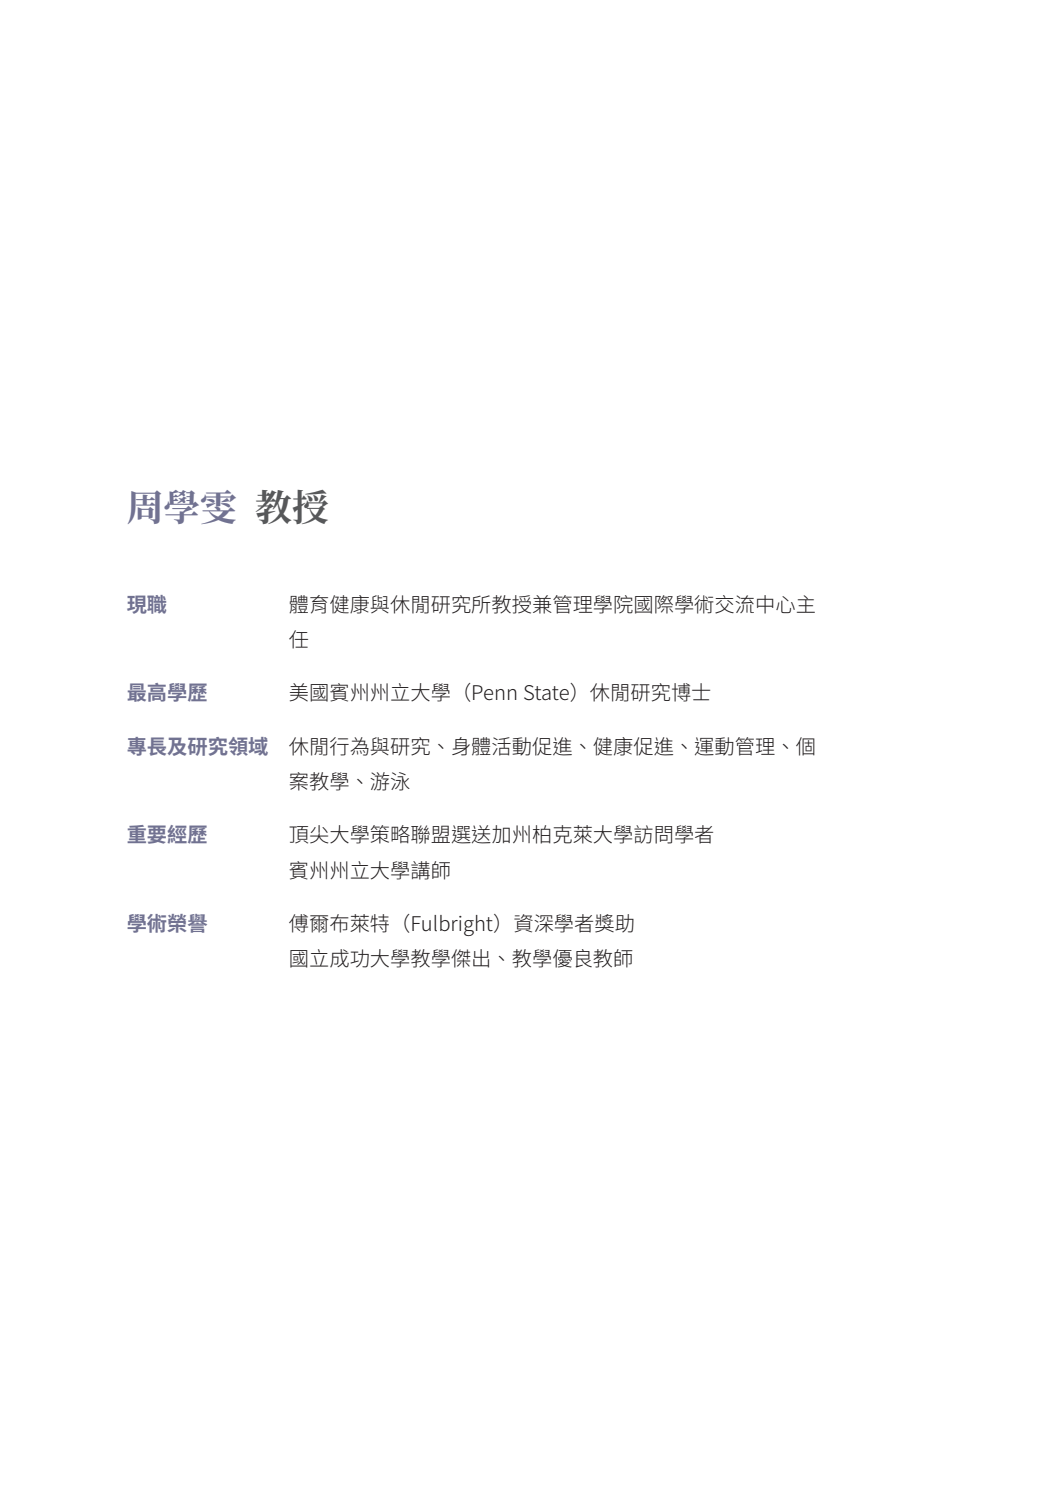 周學雯 教授
現職 體育健康與休閒研究所教授兼管理學院國際學術交流中心主
任
最高學歷 美國賓州州立大學（Penn State）休閒研究博士
專長及研究領域 休閒行為與研究、身體活動促進、健康促進、運動管理、個
案教學、游泳
重要經歷 頂尖大學策略聯盟選送加州柏克萊大學訪問學者
賓州州立大學講師
學術榮譽 傅爾布萊特（Fulbright）資深學者獎助
國立成功大學教學傑出、教學優良教師